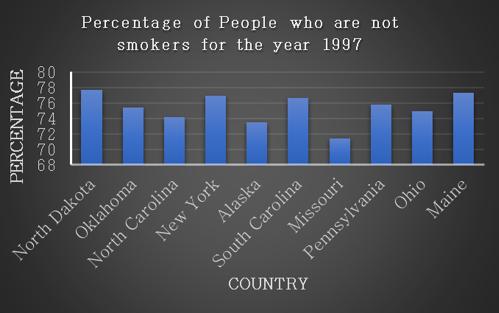 Percentage of People who are not
smokers for the year 1997
PERCENTAGE
80
78
76
74
72
70
68
North Dakota
Oklahoma
North Carolina
New York
Alaska
South Carolina
Missouri
Pennsylvania
Ohio
Maine
COUNTRY